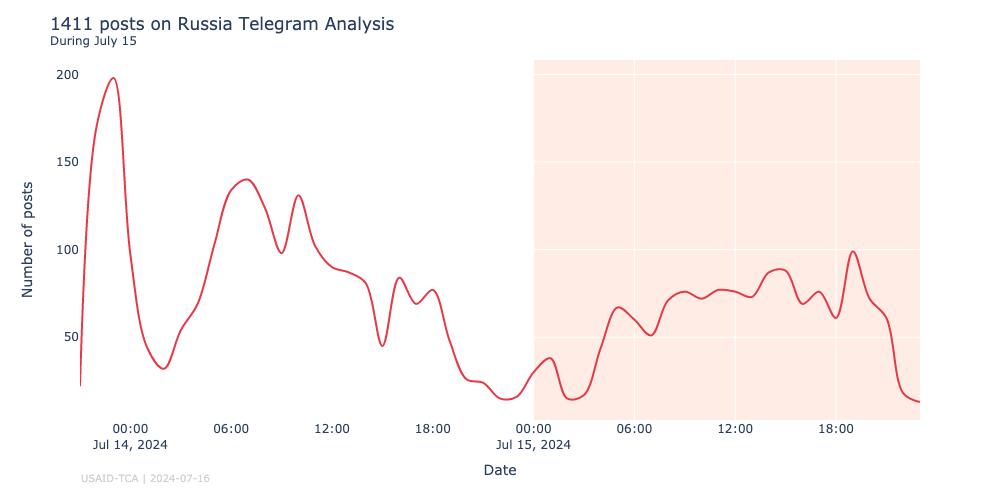 1411 posts on Russia Telegram Analysis
During July 15
200
150
100
50
Number of posts
00:00 06:00 12:00 18:00 00:00 06:00 12:00 18:00
Jul 14, 2024 Jul 15, 2024
Date
USAID-TCA | 2024-07-16